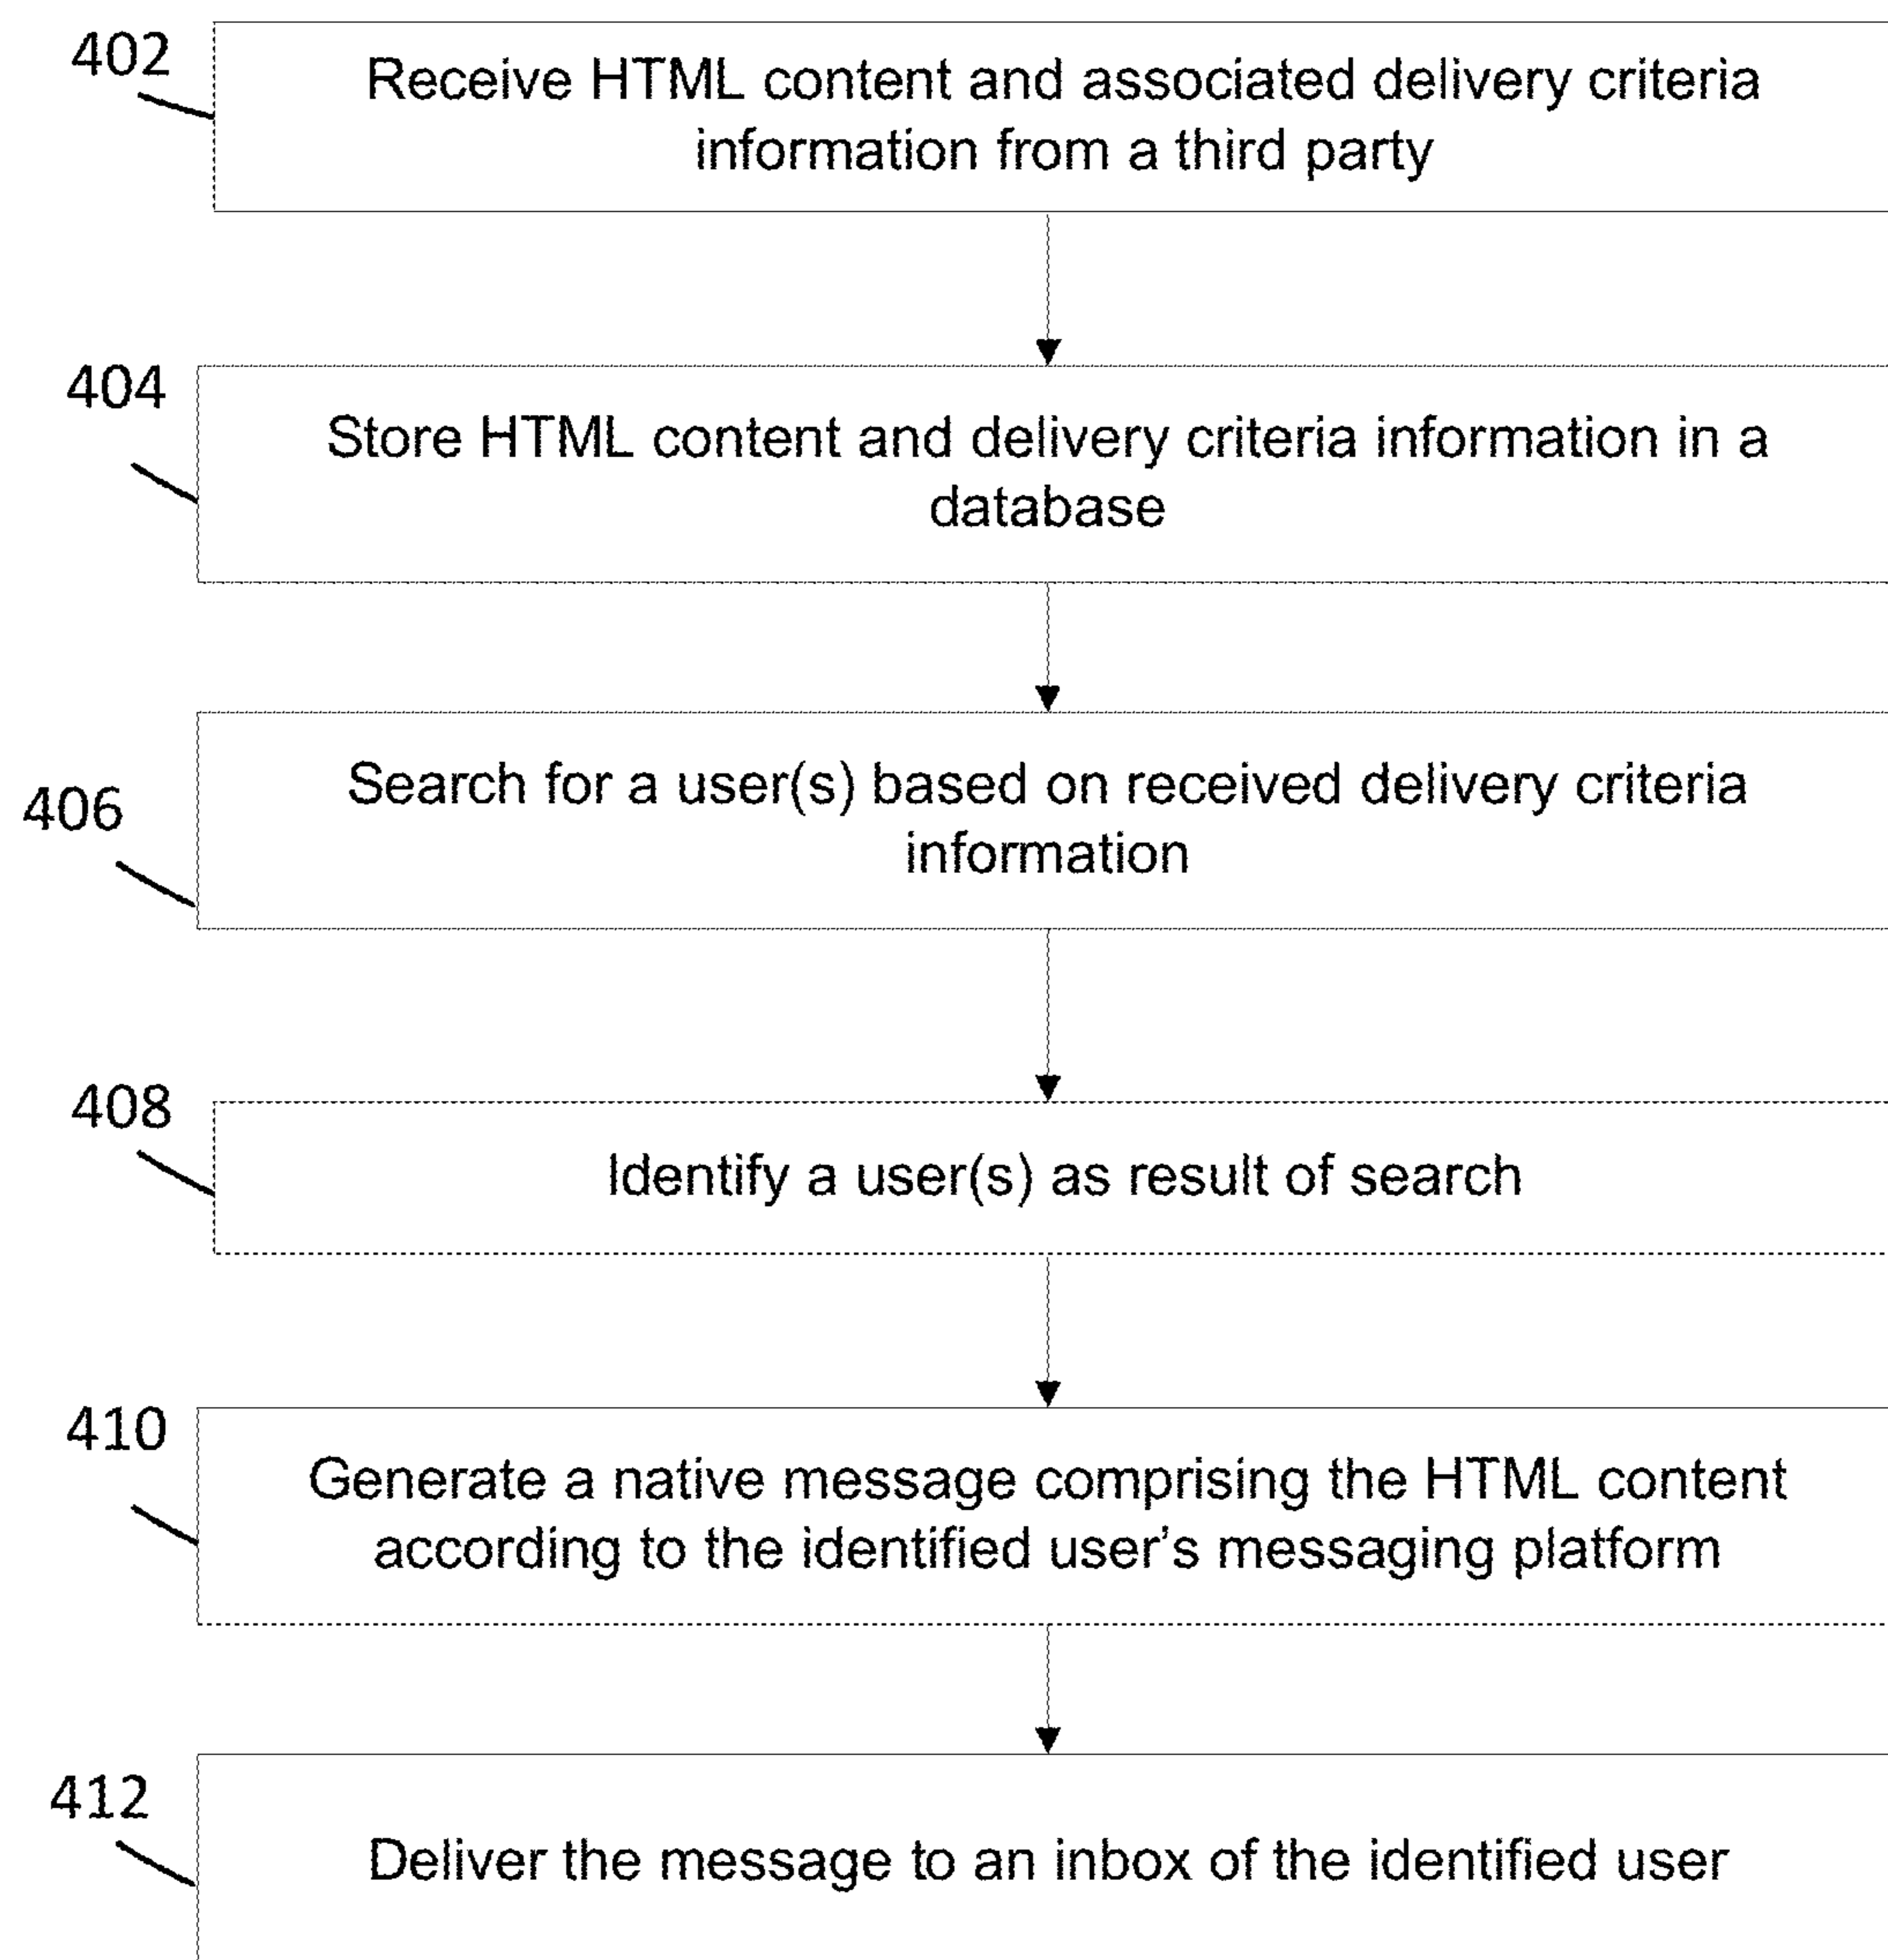 402
Receive HTML content and associated delivery criteria
information from a third party
404
Store HTML content and delivery criteria information in a
database
406
Search for a user(s) based on received delivery criteria
information
408
Identify a user(s) as result of search
410
Generate a native message comprising the HTML content
according to the identified user's messaging platform
412
Deliver the message to an inbox of the identified user